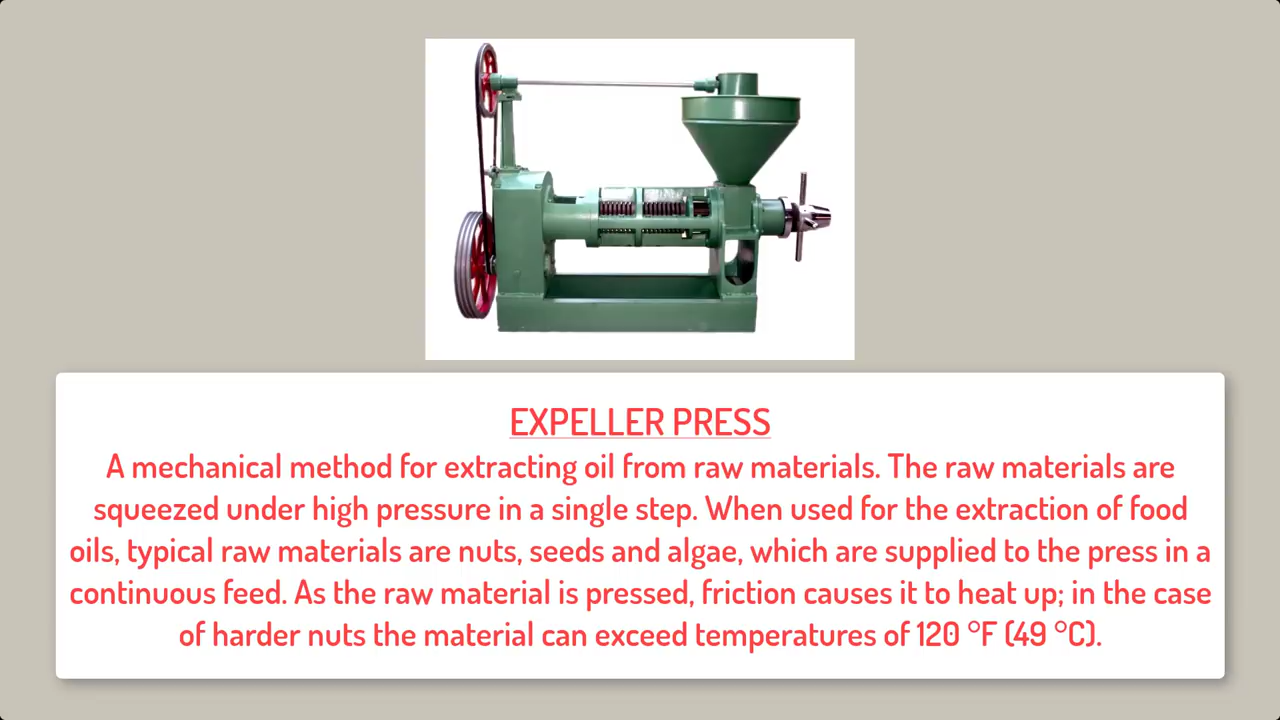 EXPELLER PRESS
A mechanical method for extracting oil from raw materials. The raw materials are
squeezed under high pressure in a single step. When used for the extraction of food
oils, typical raw materials are nuts, seeds and algae, which are supplied to the press in a
continuous feed. As the raw material is pressed, friction causes it to heat up; in the case
of harder nuts the material can exceed temperatures of 120 °F (49 °C).